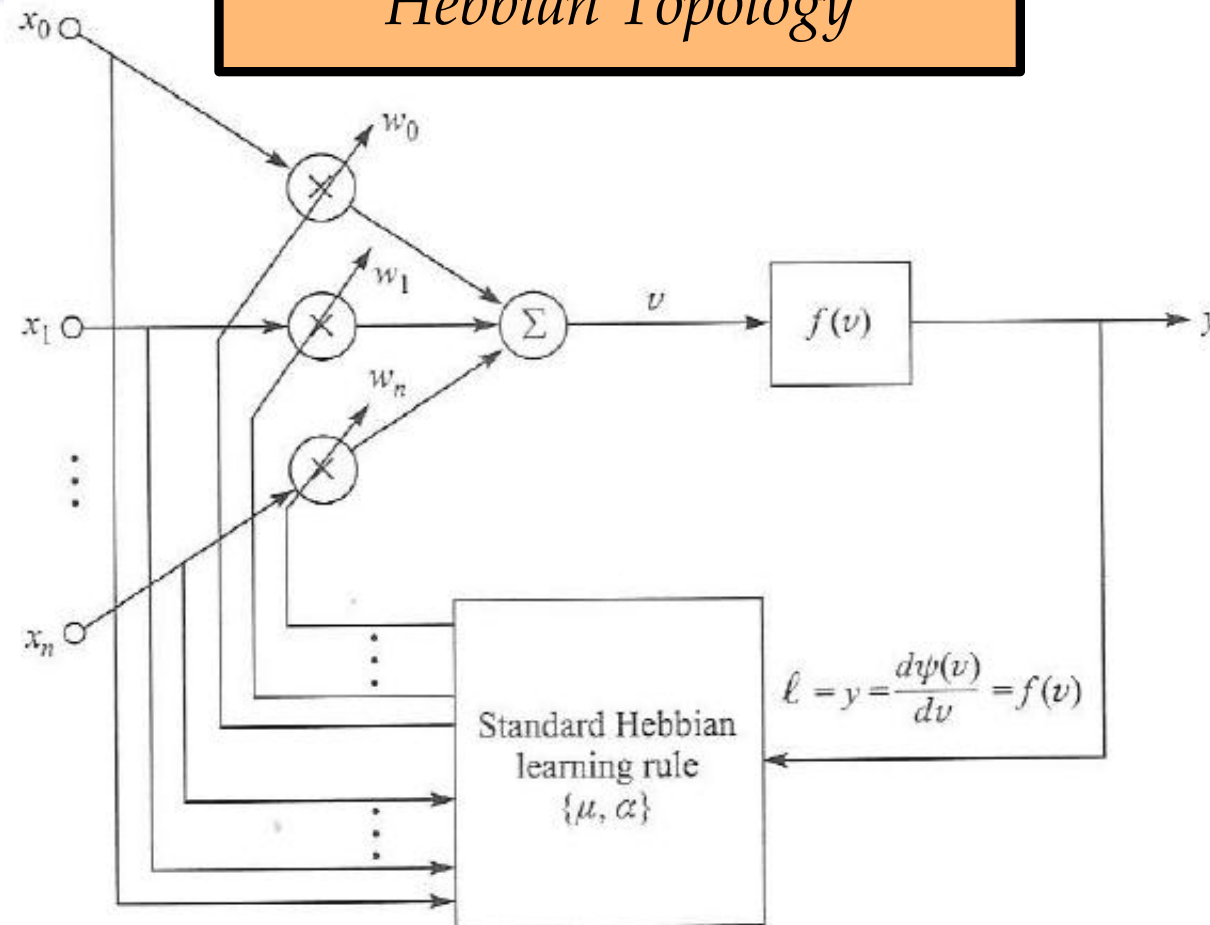 Hebbian Topology
x₀
w₀
w₁
x₁
v
f(v)
Σ
wₙ
xₙ
ℓ = y = dψ(v)/dv = f(v)
Standard Hebbian
learning rule
{μ, α}